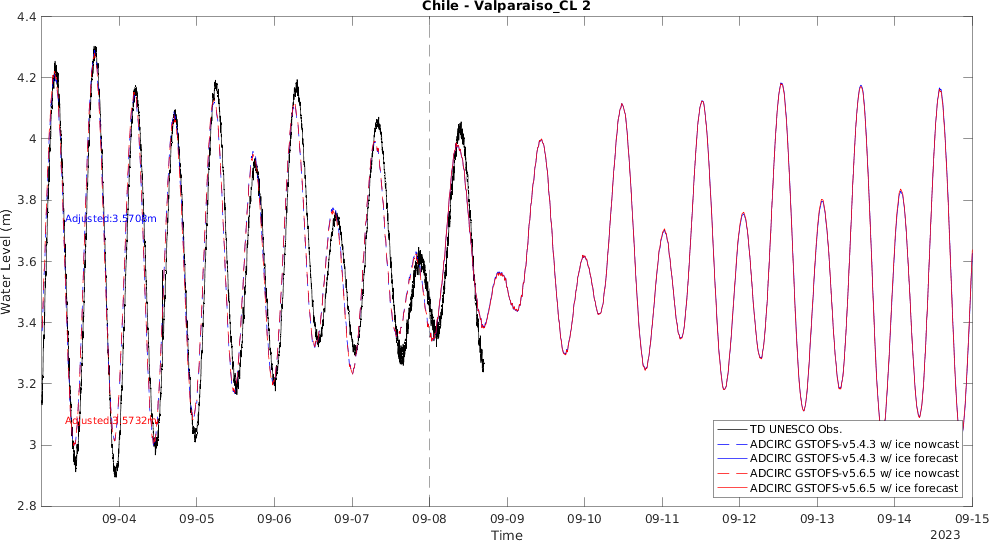 Chile - Valparaiso_CL 2
4.4
4.2
4
3.8
3.6
3.4
3.2
3
2.8
Water Level (m)
Adjusted:3.5708m
Adjusted:3.5732m
TD UNESCO Obs.
ADCIRC GSTOFS-v5.4.3 w/ ice nowcast
ADCIRC GSTOFS-v5.4.3 w/ ice forecast
ADCIRC GSTOFS-v5.6.5 w/ ice nowcast
ADCIRC GSTOFS-v5.6.5 w/ ice forecast
09-04 09-05 09-06 09-07 09-08 09-09 09-10 09-11 09-12 09-13 09-14 09-15
Time
2023